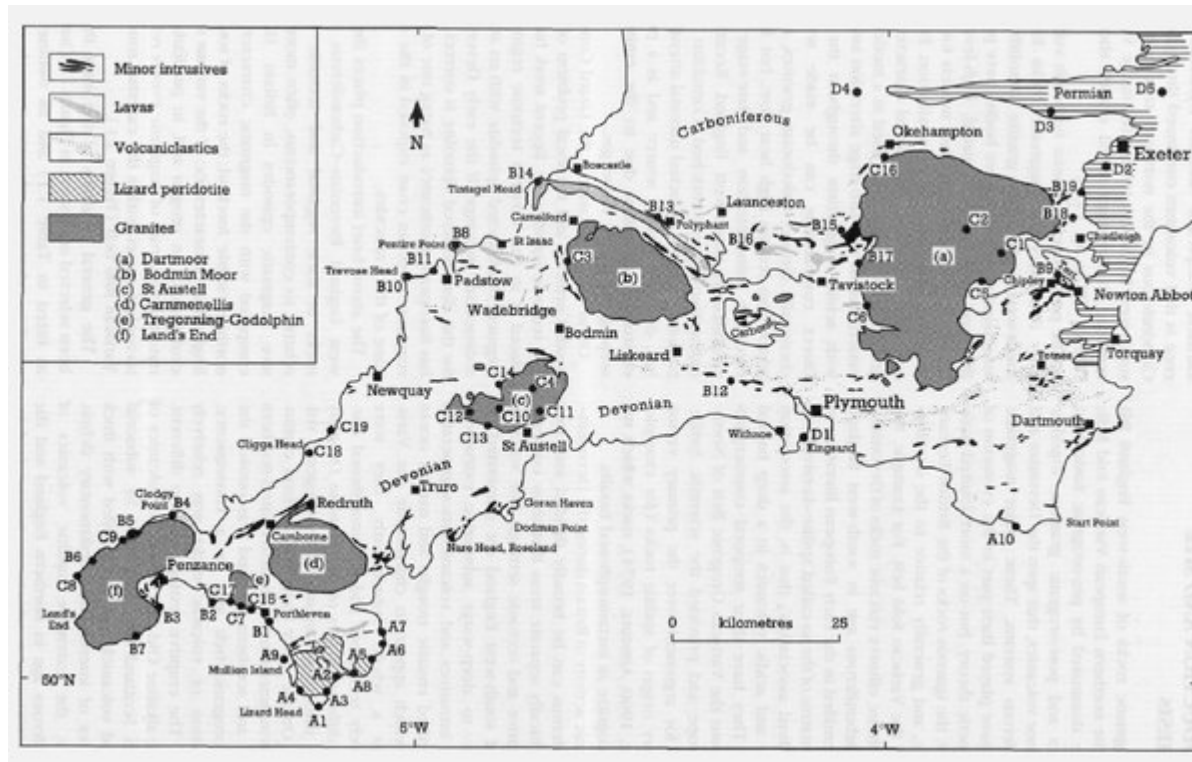 Minor intrusives
Lavas
Volcaniclastics
Lizard peridotite
Granites
(a) Dartmoor
(b) Bodmin Moor
(c) St Austell
(d) Carnmenellis
(e) Tregonning-Godolphin
(f) Land's End
N
D4
D5
Permian
D3
Carboniferous
Okehampton
Exeter
C16
D2
Boscastle
B14
Tintagel Head
B19
Camelford
B13
Launceston
B18
Polyphant
C2
B15
B8
Pentire Point
St Isaac
B16
Chudleigh
C3
B17
(a)
C1
B11
Trevose Head
(b)
B9
B10
Padstow
Tavistock
C5
Chipley
Newton Abbot
Wadebridge
C6
Bodmin
Liskeard
Torquay
Totnes
Newquay
C14
C4
(c)
B12
C12
C10
C11
Devonian
Plymouth
C13
Dartmouth
C19
St Austell
Withnoe
D1
Kingsand
Cligga Head
C18
Devonian
Truro
Clodgy
Point
B4
Redruth
Goran Haven
B5
Dodman Point
Start Point
C9
Camborne
A10
Nare Head, Roseland
B6
Penzance
(d)
C8
(f)
C17
(e)
Land's
End
B3
B2
C7
C15
Porthleven
kilometres
B1
0
25
B7
A7
A9
A5
A6
Mullion Island
A2
50°N
A8
A4
A3
Lizard Head
A1
5°W
4°W